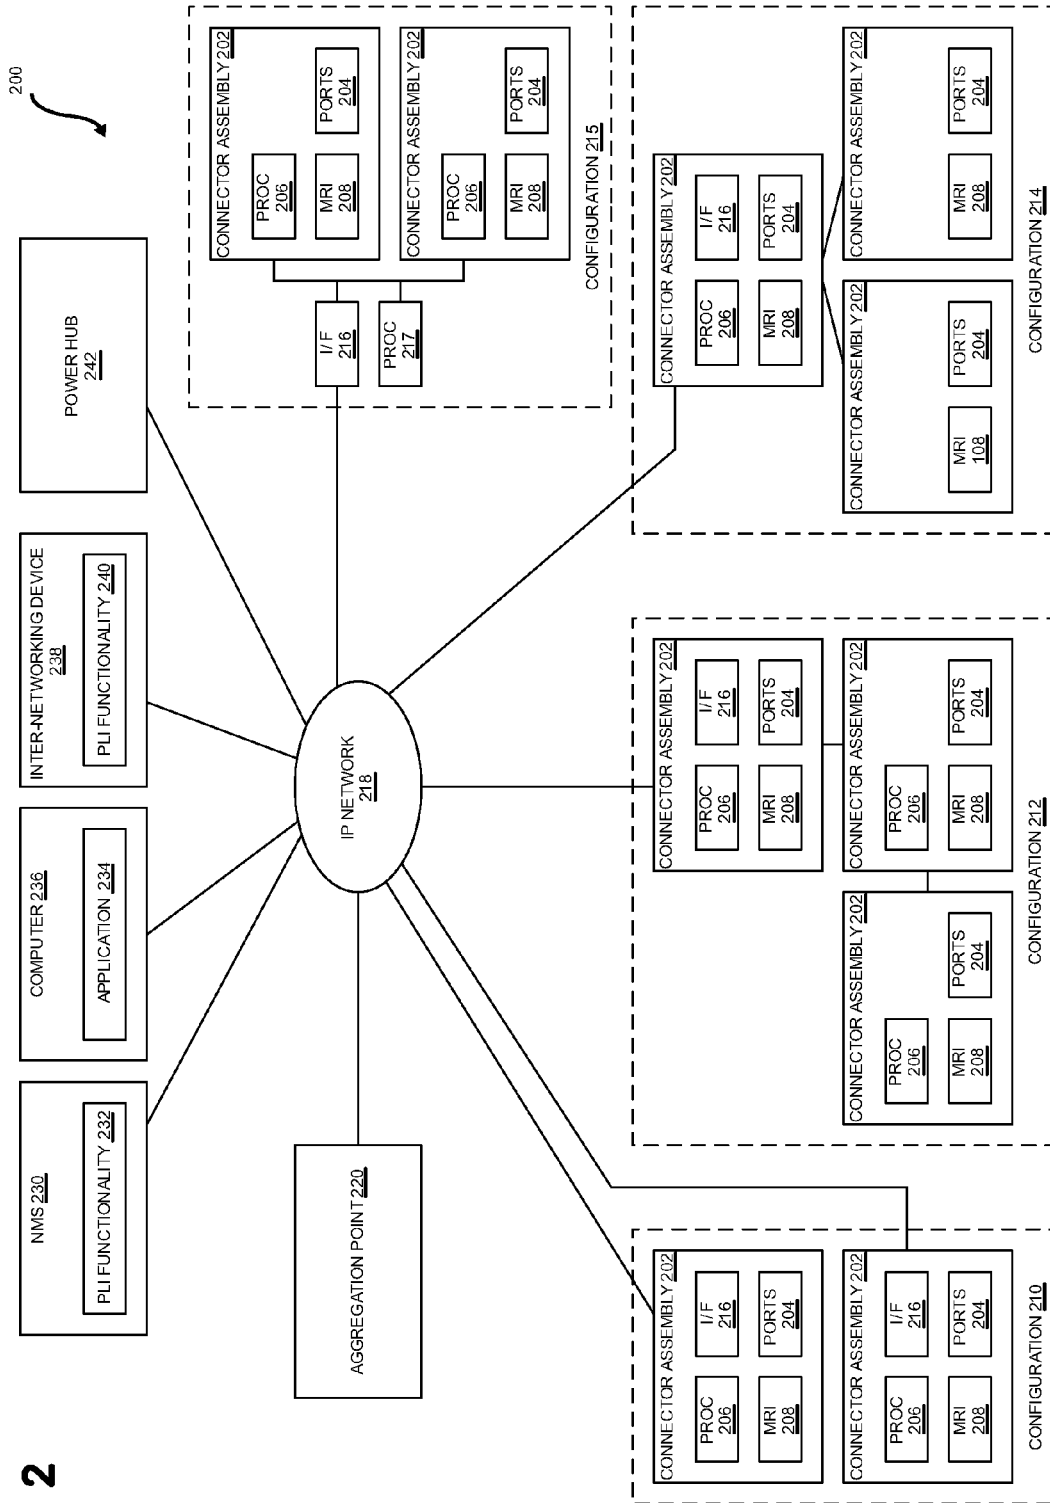 200
2
NMS 230
PLI FUNCTIONALITY 232
COMPUTER 236
APPLICATION 234
INTER-NETWORKING DEVICE
238
PLI FUNCTIONALITY 240
POWER HUB
242
AGGREGATION POINT 220
IP NETWORK
218
I/F
216
PROC
217
CONNECTOR ASSEMBLY 202
PROC
206
MRI
208
PORTS
204
CONNECTOR ASSEMBLY 202
PROC
206
MRI
208
PORTS
204
CONFIGURATION 215
CONNECTOR ASSEMBLY 202
PROC
206
I/F
216
MRI
208
PORTS
204
CONNECTOR ASSEMBLY 202
PROC
206
I/F
216
MRI
208
PORTS
204
CONFIGURATION 210
CONNECTOR ASSEMBLY 202
PROC
206
I/F
216
MRI
208
PORTS
204
CONNECTOR ASSEMBLY 202
PROC
206
MRI
208
PORTS
204
CONNECTOR ASSEMBLY 202
PROC
206
MRI
208
PORTS
204
CONFIGURATION 212
CONNECTOR ASSEMBLY 202
PROC
206
I/F
216
MRI
208
PORTS
204
CONNECTOR ASSEMBLY 202
MRI
108
PORTS
204
CONNECTOR ASSEMBLY 202
MRI
208
PORTS
204
CONFIGURATION 214